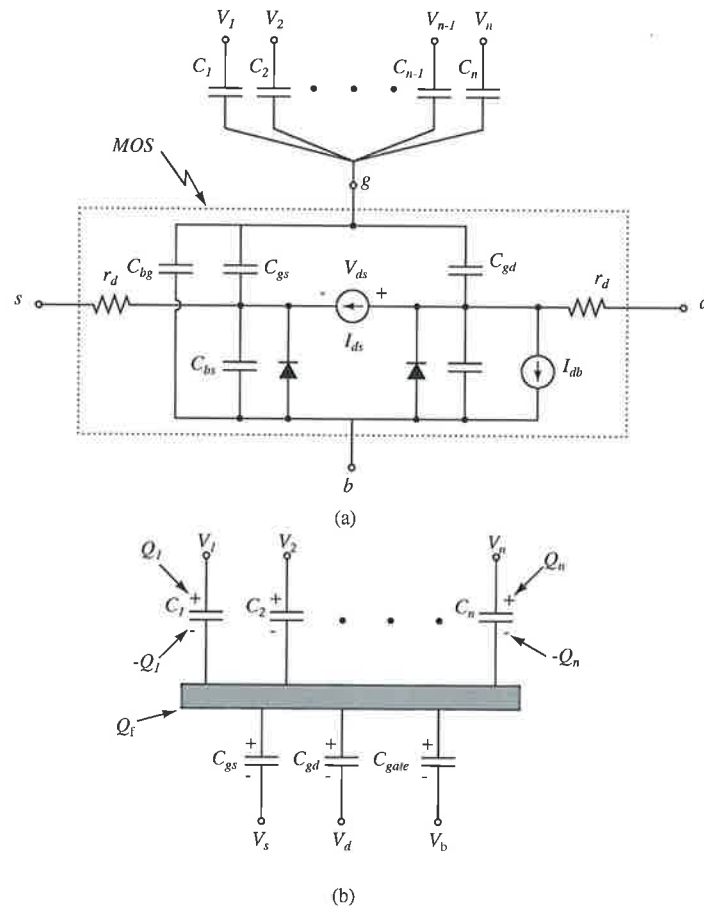 V1 V2 Vn-1 Vn
C1 C2 Cn-1 Cn
MOS
g
Cbg Cgs Vds Cgd
s rd - + rd
Ids
Cbs Idb
b
(a)
Q1 V1 V2 Vn Qn
C1 + C2 + Cn +
- - -
-Q1 -Qn
Qf
Cgs + Cgd + Cgate +
- - -
Vs Vd Vb
(b)